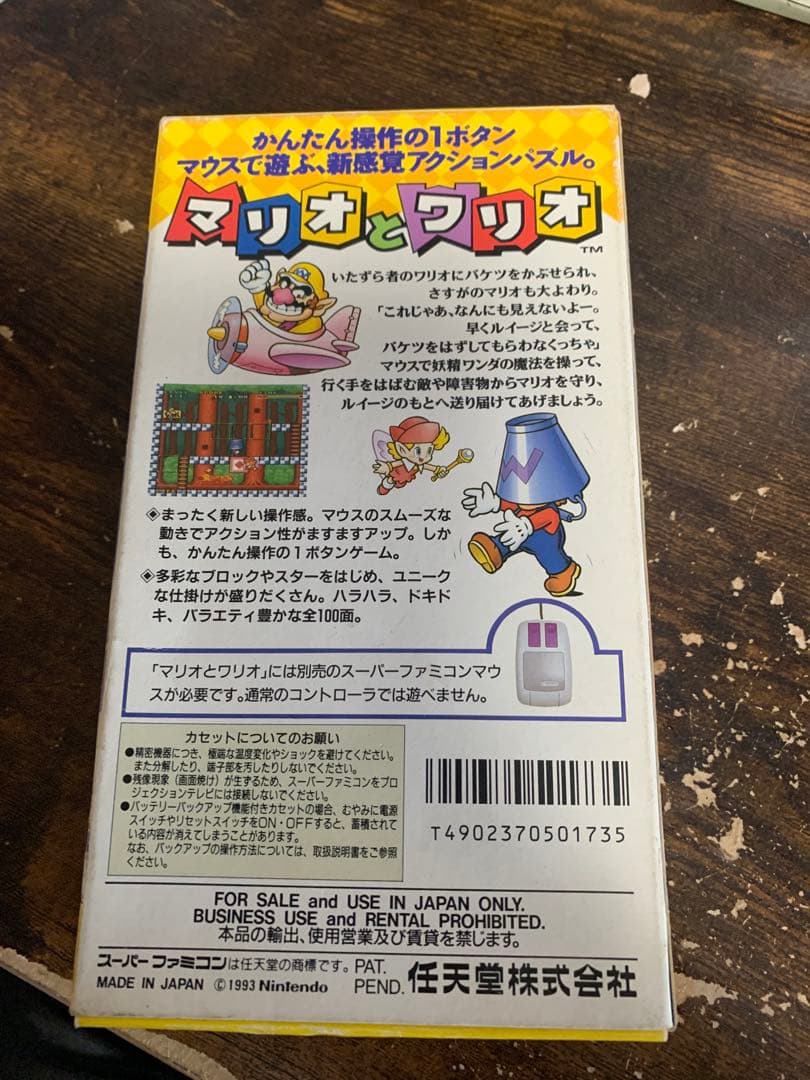 かんたん操作の1ボタン
マウスで遊ぶ、新感覚アクションパズル。
マリオとワリオ
TM
いたずら者のワリオにバケツをかぶせられ、
さすがのマリオも大よわり。
「これじゃあ、なんにも見えないよー。
早くルイージと会って、
バケツをはずしてもらわなくっちゃ」
マウスで妖精ワンダの魔法を操って、
行く手をはばむ敵や障害物からマリオを守り、
ルイージのもとへ送り届けてあげましょう。
W
◈まったく新しい操作感。マウスのスムーズな
動きでアクション性がますますアップ。しか
も、かんたん操作の1ボタンゲーム。
◈多彩なブロックやスターをはじめ、ユニーク
な仕掛けが盛りだくさん。ハラハラ、ドキド
キ、バラエティ豊かな全100面。
「マリオとワリオ」には別売のスーパーファミコンマウ
スが必要です。通常のコントローラでは遊べません。
カセットについてのお願い
●精密機器につき、極端な温度変化やショックを避けてください。
また分解したり、端子部を汚したりしないでください。
●残像現象（画面焼け）が生ずるため、スーパーファミコンをプロ
ジェクションテレビには接続しないでください。
●バッテリーバックアップ機能付きカセットの場合、むやみに電源
スイッチやリセットスイッチをON・OFFすると、蓄積されて
いる内容が消えてしまうことがあります。
なお、バックアップの操作方法については、取扱説明書をご参照
ください。
T4902370501735
FOR SALE and USE IN JAPAN ONLY.
BUSINESS USE and RENTAL PROHIBITED.
本品の輸出、使用営業及び賃貸を禁じます。
スーパーファミコンは任天堂の商標です。 PAT.
MADE IN JAPAN ©1993 Nintendo PEND. 任天堂株式会社